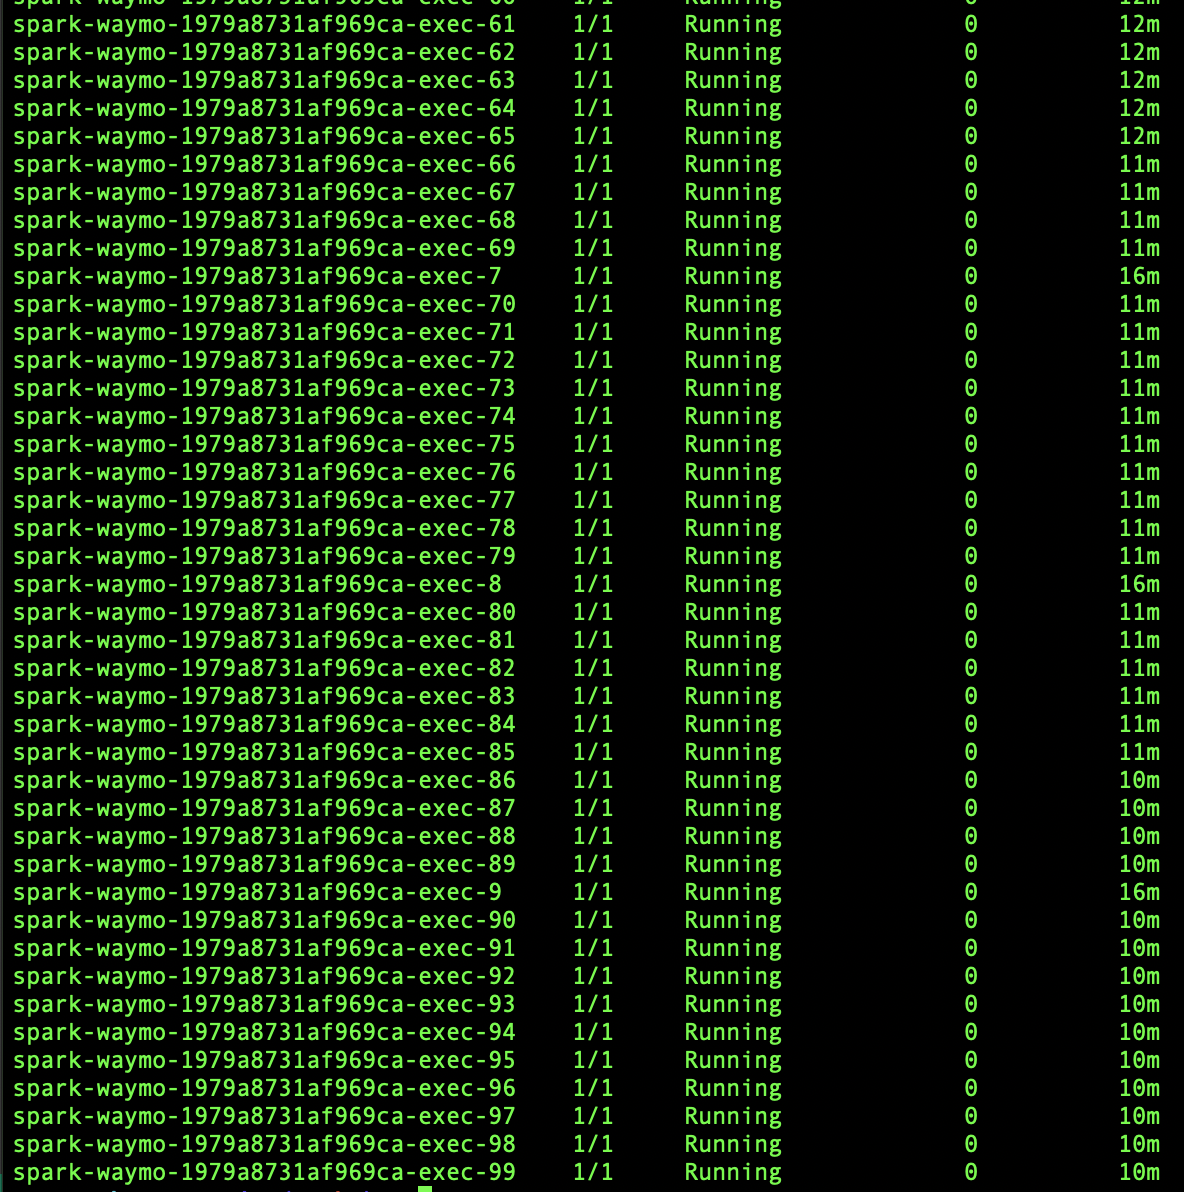 spark-waymo-1979a8731af969ca-exec-60 1/1 Running 0 12m
spark-waymo-1979a8731af969ca-exec-61 1/1 Running 0 12m
spark-waymo-1979a8731af969ca-exec-62 1/1 Running 0 12m
spark-waymo-1979a8731af969ca-exec-63 1/1 Running 0 12m
spark-waymo-1979a8731af969ca-exec-64 1/1 Running 0 12m
spark-waymo-1979a8731af969ca-exec-65 1/1 Running 0 12m
spark-waymo-1979a8731af969ca-exec-66 1/1 Running 0 11m
spark-waymo-1979a8731af969ca-exec-67 1/1 Running 0 11m
spark-waymo-1979a8731af969ca-exec-68 1/1 Running 0 11m
spark-waymo-1979a8731af969ca-exec-69 1/1 Running 0 11m
spark-waymo-1979a8731af969ca-exec-7 1/1 Running 0 16m
spark-waymo-1979a8731af969ca-exec-70 1/1 Running 0 11m
spark-waymo-1979a8731af969ca-exec-71 1/1 Running 0 11m
spark-waymo-1979a8731af969ca-exec-72 1/1 Running 0 11m
spark-waymo-1979a8731af969ca-exec-73 1/1 Running 0 11m
spark-waymo-1979a8731af969ca-exec-74 1/1 Running 0 11m
spark-waymo-1979a8731af969ca-exec-75 1/1 Running 0 11m
spark-waymo-1979a8731af969ca-exec-76 1/1 Running 0 11m
spark-waymo-1979a8731af969ca-exec-77 1/1 Running 0 11m
spark-waymo-1979a8731af969ca-exec-78 1/1 Running 0 11m
spark-waymo-1979a8731af969ca-exec-79 1/1 Running 0 11m
spark-waymo-1979a8731af969ca-exec-8 1/1 Running 0 16m
spark-waymo-1979a8731af969ca-exec-80 1/1 Running 0 11m
spark-waymo-1979a8731af969ca-exec-81 1/1 Running 0 11m
spark-waymo-1979a8731af969ca-exec-82 1/1 Running 0 11m
spark-waymo-1979a8731af969ca-exec-83 1/1 Running 0 11m
spark-waymo-1979a8731af969ca-exec-84 1/1 Running 0 11m
spark-waymo-1979a8731af969ca-exec-85 1/1 Running 0 11m
spark-waymo-1979a8731af969ca-exec-86 1/1 Running 0 10m
spark-waymo-1979a8731af969ca-exec-87 1/1 Running 0 10m
spark-waymo-1979a8731af969ca-exec-88 1/1 Running 0 10m
spark-waymo-1979a8731af969ca-exec-89 1/1 Running 0 10m
spark-waymo-1979a8731af969ca-exec-9 1/1 Running 0 16m
spark-waymo-1979a8731af969ca-exec-90 1/1 Running 0 10m
spark-waymo-1979a8731af969ca-exec-91 1/1 Running 0 10m
spark-waymo-1979a8731af969ca-exec-92 1/1 Running 0 10m
spark-waymo-1979a8731af969ca-exec-93 1/1 Running 0 10m
spark-waymo-1979a8731af969ca-exec-94 1/1 Running 0 10m
spark-waymo-1979a8731af969ca-exec-95 1/1 Running 0 10m
spark-waymo-1979a8731af969ca-exec-96 1/1 Running 0 10m
spark-waymo-1979a8731af969ca-exec-97 1/1 Running 0 10m
spark-waymo-1979a8731af969ca-exec-98 1/1 Running 0 10m
spark-waymo-1979a8731af969ca-exec-99 1/1 Running 0 10m